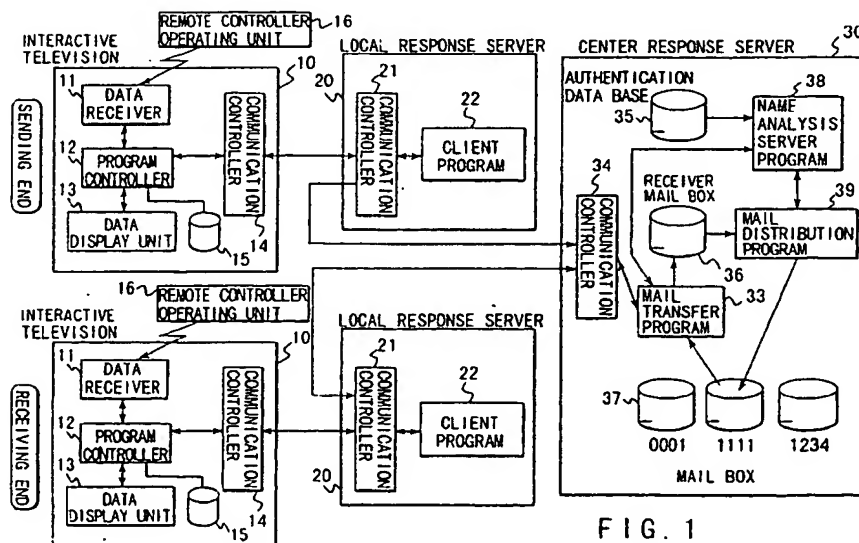 REMOTE CONTROLLER
OPERATING UNIT
16
INTERACTIVE
TELEVISION
10
SENDING END
11
DATA
RECEIVER
12
PROGRAM
CONTROLLER
13
DATA
DISPLAY UNIT
15
COMMUNICATION
CONTROLLER
14
LOCAL RESPONSE SERVER
20
21
COMMUNICATION
CONTROLLER
22
CLIENT
PROGRAM
CENTER RESPONSE SERVER
30
AUTHENTICATION
DATA BASE
35
38
NAME
ANALYSIS
SERVER
PROGRAM
34
COMMUNICATION
CONTROLLER
RECEIVER
MAIL BOX
36
39
MAIL
DISTRIBUTION
PROGRAM
33
MAIL
TRANSFER
PROGRAM
37
0001
1111
1234
MAIL BOX
16
REMOTE CONTROLLER
OPERATING UNIT
INTERACTIVE
TELEVISION
10
RECEIVING END
11
DATA
RECEIVER
12
PROGRAM
CONTROLLER
13
DATA
DISPLAY UNIT
15
COMMUNICATION
CONTROLLER
14
LOCAL RESPONSE SERVER
21
COMMUNICATION
CONTROLLER
22
CLIENT
PROGRAM
20
FIG. 1